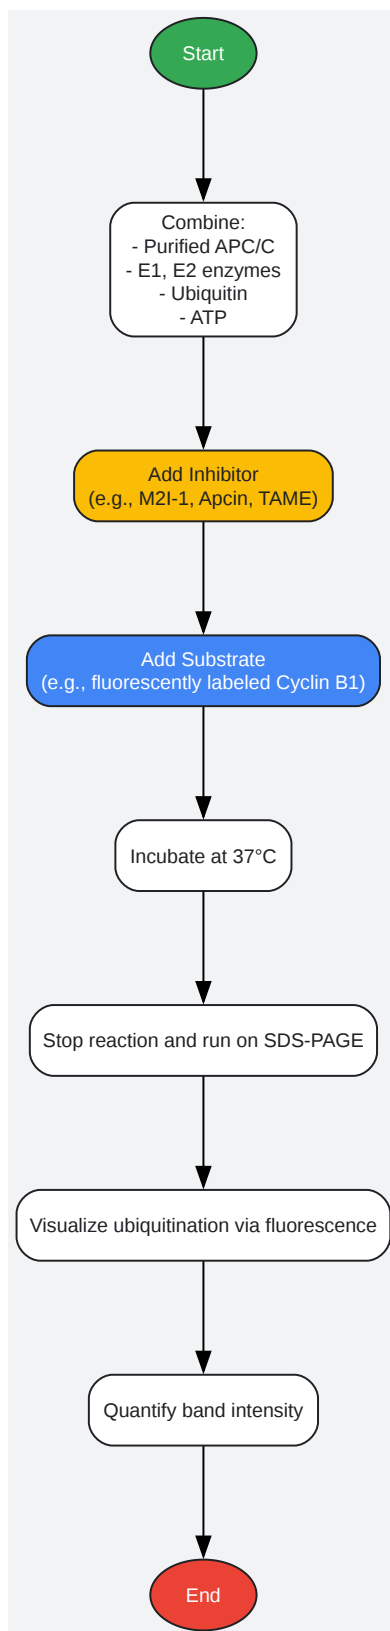 Start
Combine:
- Purified APC/C
- E1, E2 enzymes
- Ubiquitin
- ATP
Add Inhibitor
(e.g., M2I-1, Apcin, TAME)
Add Substrate
(e.g., fluorescently labeled Cyclin B1)
Incubate at 37°C
Stop reaction and run on SDS-PAGE
Visualize ubiquitination via fluorescence
Quantify band intensity
End